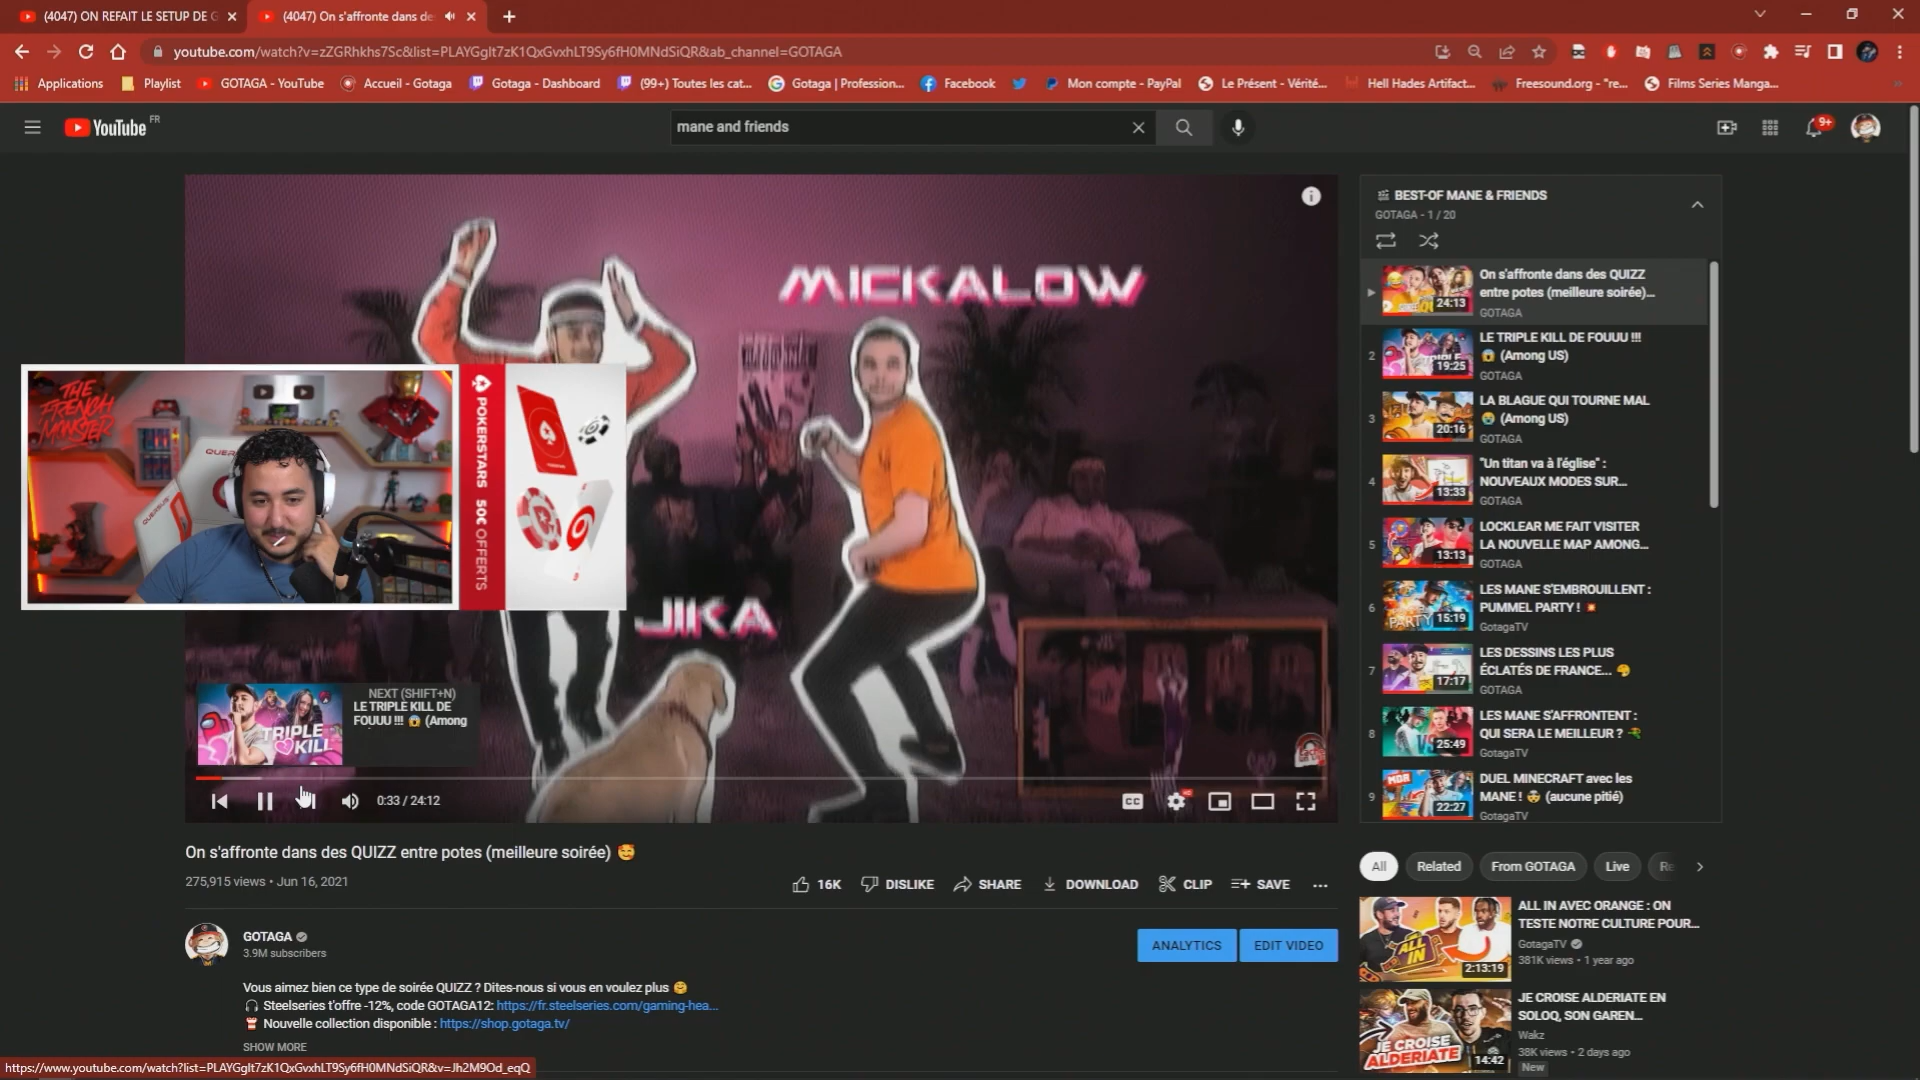 (4047) ON REFAIT LE SETUP DE G
(4047) On s'affronte dans de
youtube.com/watch?v=zZGRhkhs7Sc&list=PLAYGglt7zK1QxGvxhLT9Sy6fH0MNdSiQR&ab_channel=GOTAGA
Applications
Playlist
GOTAGA - YouTube
Accueil - Gotaga
Gotaga - Dashboard
(99+) Toutes les cat...
Gotaga | Profession...
Facebook
Mon compte - PayPal
Le Présent - Vérité...
Hell Hades Artifact...
Freesound.org - "re...
Films Series Manga...
YouTube FR
mane and friends
9+
MICKALOW
JIKA
THE
FRENCH
MONSTER
POKERSTARS 50€ OFFERTS
NEXT (SHIFT+N)
LE TRIPLE KILL DE
FOUUU !!! 😱 (Among
TRIPLE
KILL
0:33 / 24:12
CC
On s'affronte dans des QUIZZ entre potes (meilleure soirée) 🥰
275,915 views • Jun 16, 2021
16K
DISLIKE
SHARE
DOWNLOAD
CLIP
SAVE
GOTAGA
3.9M subscribers
ANALYTICS
EDIT VIDEO
Vous aimez bien ce type de soirée QUIZZ ? Dites-nous si vous en voulez plus 🤗
🎧 Steelseries t'offre -12%, code GOTAGA12: https://fr.steelseries.com/gaming-hea...
Nouvelle collection disponible : https://shop.gotaga.tv/
SHOW MORE
https://www.youtube.com/watch?list=PLAYGglt7zK1QxGvxhLT9Sy6fH0MNdSiQR&v=Jh2M9Od_eqQ
BEST-OF MANE & FRIENDS
GOTAGA - 1 / 20
24:13
On s'affronte dans des QUIZZ
entre potes (meilleure soirée)...
GOTAGA
2
19:25
LE TRIPLE KILL DE FOUUU !!!
😱 (Among US)
GOTAGA
3
20:16
LA BLAGUE QUI TOURNE MAL
😭 (Among US)
GOTAGA
4
13:33
"Un titan va à l'église" :
NOUVEAUX MODES SUR...
GOTAGA
5
13:13
LOCKLEAR ME FAIT VISITER
LA NOUVELLE MAP AMONG...
GOTAGA
6
PARTY
15:19
LES MANE S'EMBROUILLENT :
PUMMEL PARTY ! 💥
GotagaTV
7
17:17
LES DESSINS LES PLUS
ÉCLATÉS DE FRANCE...
GOTAGA
8
25:49
LES MANE S'AFFRONTENT :
QUI SERA LE MEILLEUR ? 🔫
GotagaTV
9
22:27
DUEL MINECRAFT avec les
MANE ! 🤯 (aucune pitié)
GotagaTV
All
Related
From GOTAGA
Live
Re
ALL
IN
2:13:19
ALL IN AVEC ORANGE : ON
TESTE NOTRE CULTURE POUR...
GotagaTV
381K views • 1 year ago
JE CROISE
ALDERIATE
14:42
JE CROISE ALDERIATE EN
SOLOQ, SON GAREN...
Wakz
38K views • 2 days ago
New